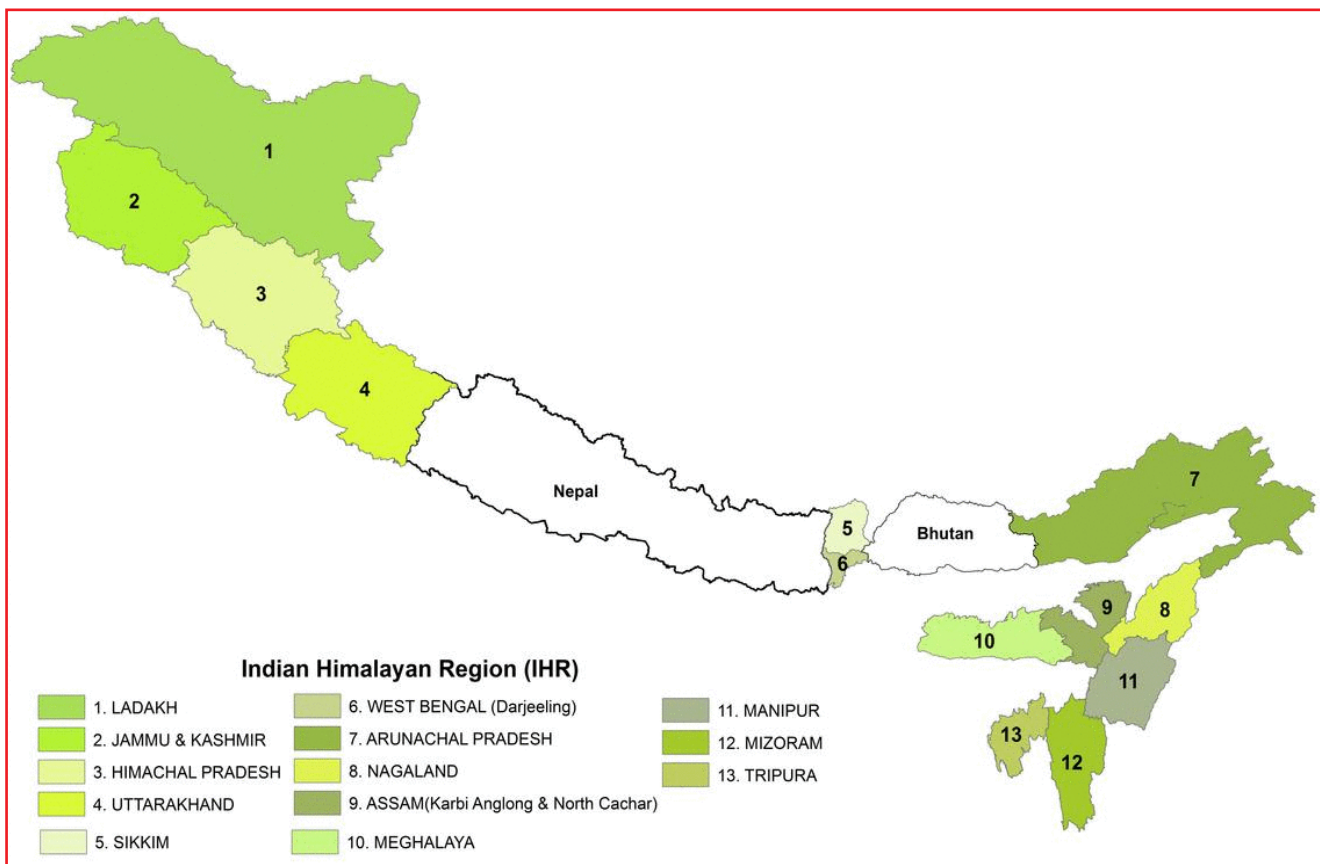 1
2
3
4
Nepal
5
6
Bhutan
7
8
9
10
11
12
13
Indian Himalayan Region (IHR)
1. LADAKH
2. JAMMU & KASHMIR
3. HIMACHAL PRADESH
4. UTTARAKHAND
5. SIKKIM
6. WEST BENGAL (Darjeeling)
7. ARUNACHAL PRADESH
8. NAGALAND
9. ASSAM(Karbi Anglong & North Cachar)
10. MEGHALAYA
11. MANIPUR
12. MIZORAM
13. TRIPURA